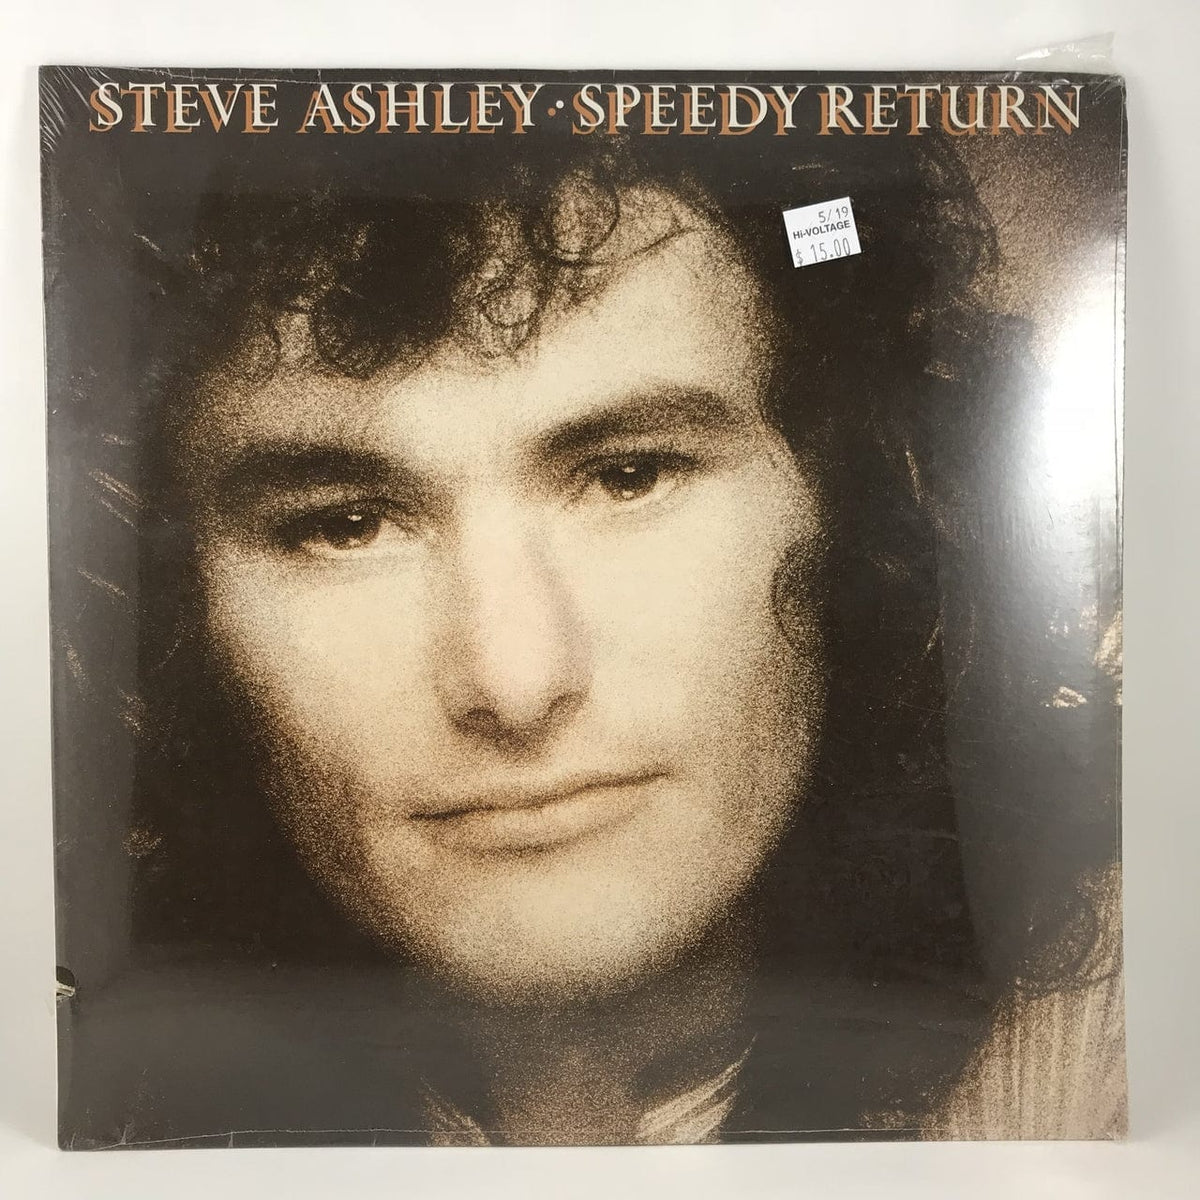 STEVE ASHLEY · SPEEDY RETURN
5/19
Hi-VOLTAGE
$ 15.00